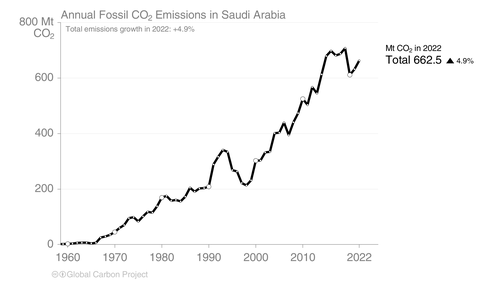 Annual Fossil CO₂ Emissions in Saudi Arabia
Total emissions growth in 2022: +4.9%
800 Mt
CO₂
600
400
200
0
1960 1970 1980 1990 2000 2010 2022
Mt CO₂ in 2022
Total 662.5 ▲ 4.9%
Global Carbon Project